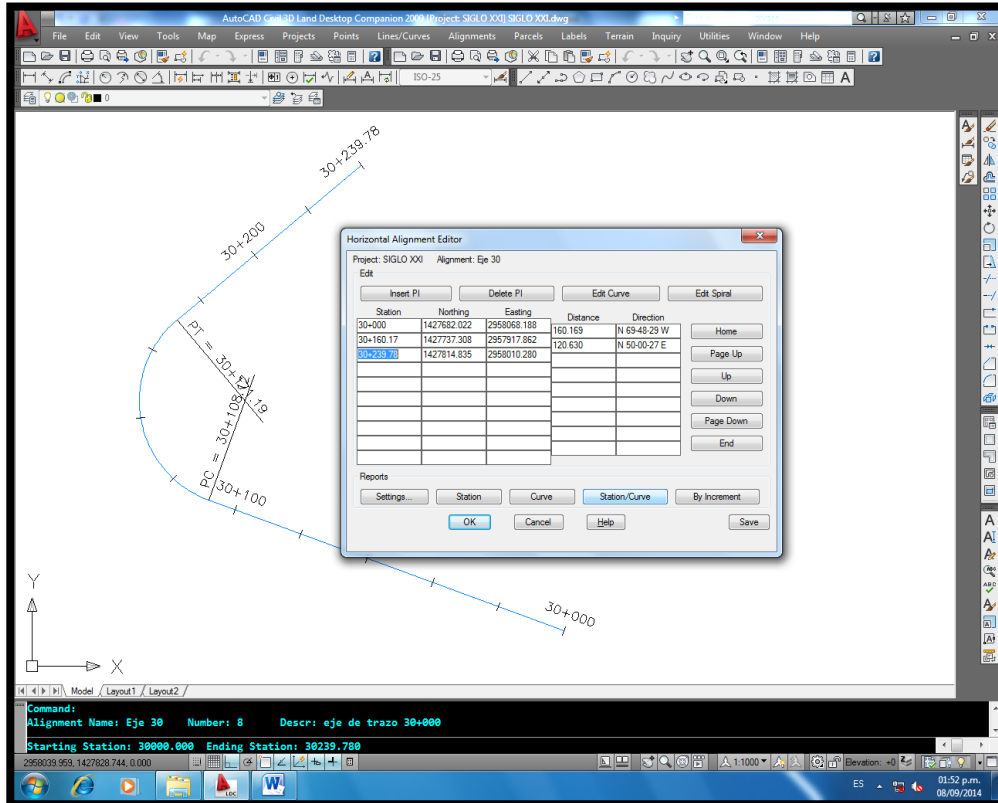 AutoCAD Civil 3D Land Desktop Companion 2009 [Project: SIGLO XXI] SIGLO XXI.dwg
File Edit View Tools Map Express Projects Points Lines/Curves Alignments Parcels Labels Terrain Inquiry Utilities Window Help
ISO-25
0
30+239.78
30+200
PT = 30+
.19
PC = 30+108.
30+100
30+000
Horizontal Alignment Editor
Project: SIGLO XXI Alignment: Eje 30
Edit
Insert PI Delete PI Edit Curve Edit Spiral
Station Northing Easting Distance Direction
30+000 1427682.022 2958068.188
160.169 N 69-48-29 W
30+160.17 1427737.308 2957917.862
120.630 N 50-00-27 E
30+239.78 1427814.835 2958010.280
Home
Page Up
Up
Down
Page Down
End
Reports
Settings... Station Curve Station/Curve By Increment
OK Cancel Help Save
Y
X
Model Layout1 Layout2
Command:
Alignment Name: Eje 30 Number: 8 Descr: eje de trazo 30+000
Starting Station: 30000.000 Ending Station: 30239.780
2958039.959, 1427828.744, 0.000
1:1000
Elevation: +0
LDC
ES
01:52 p.m.
08/09/2014